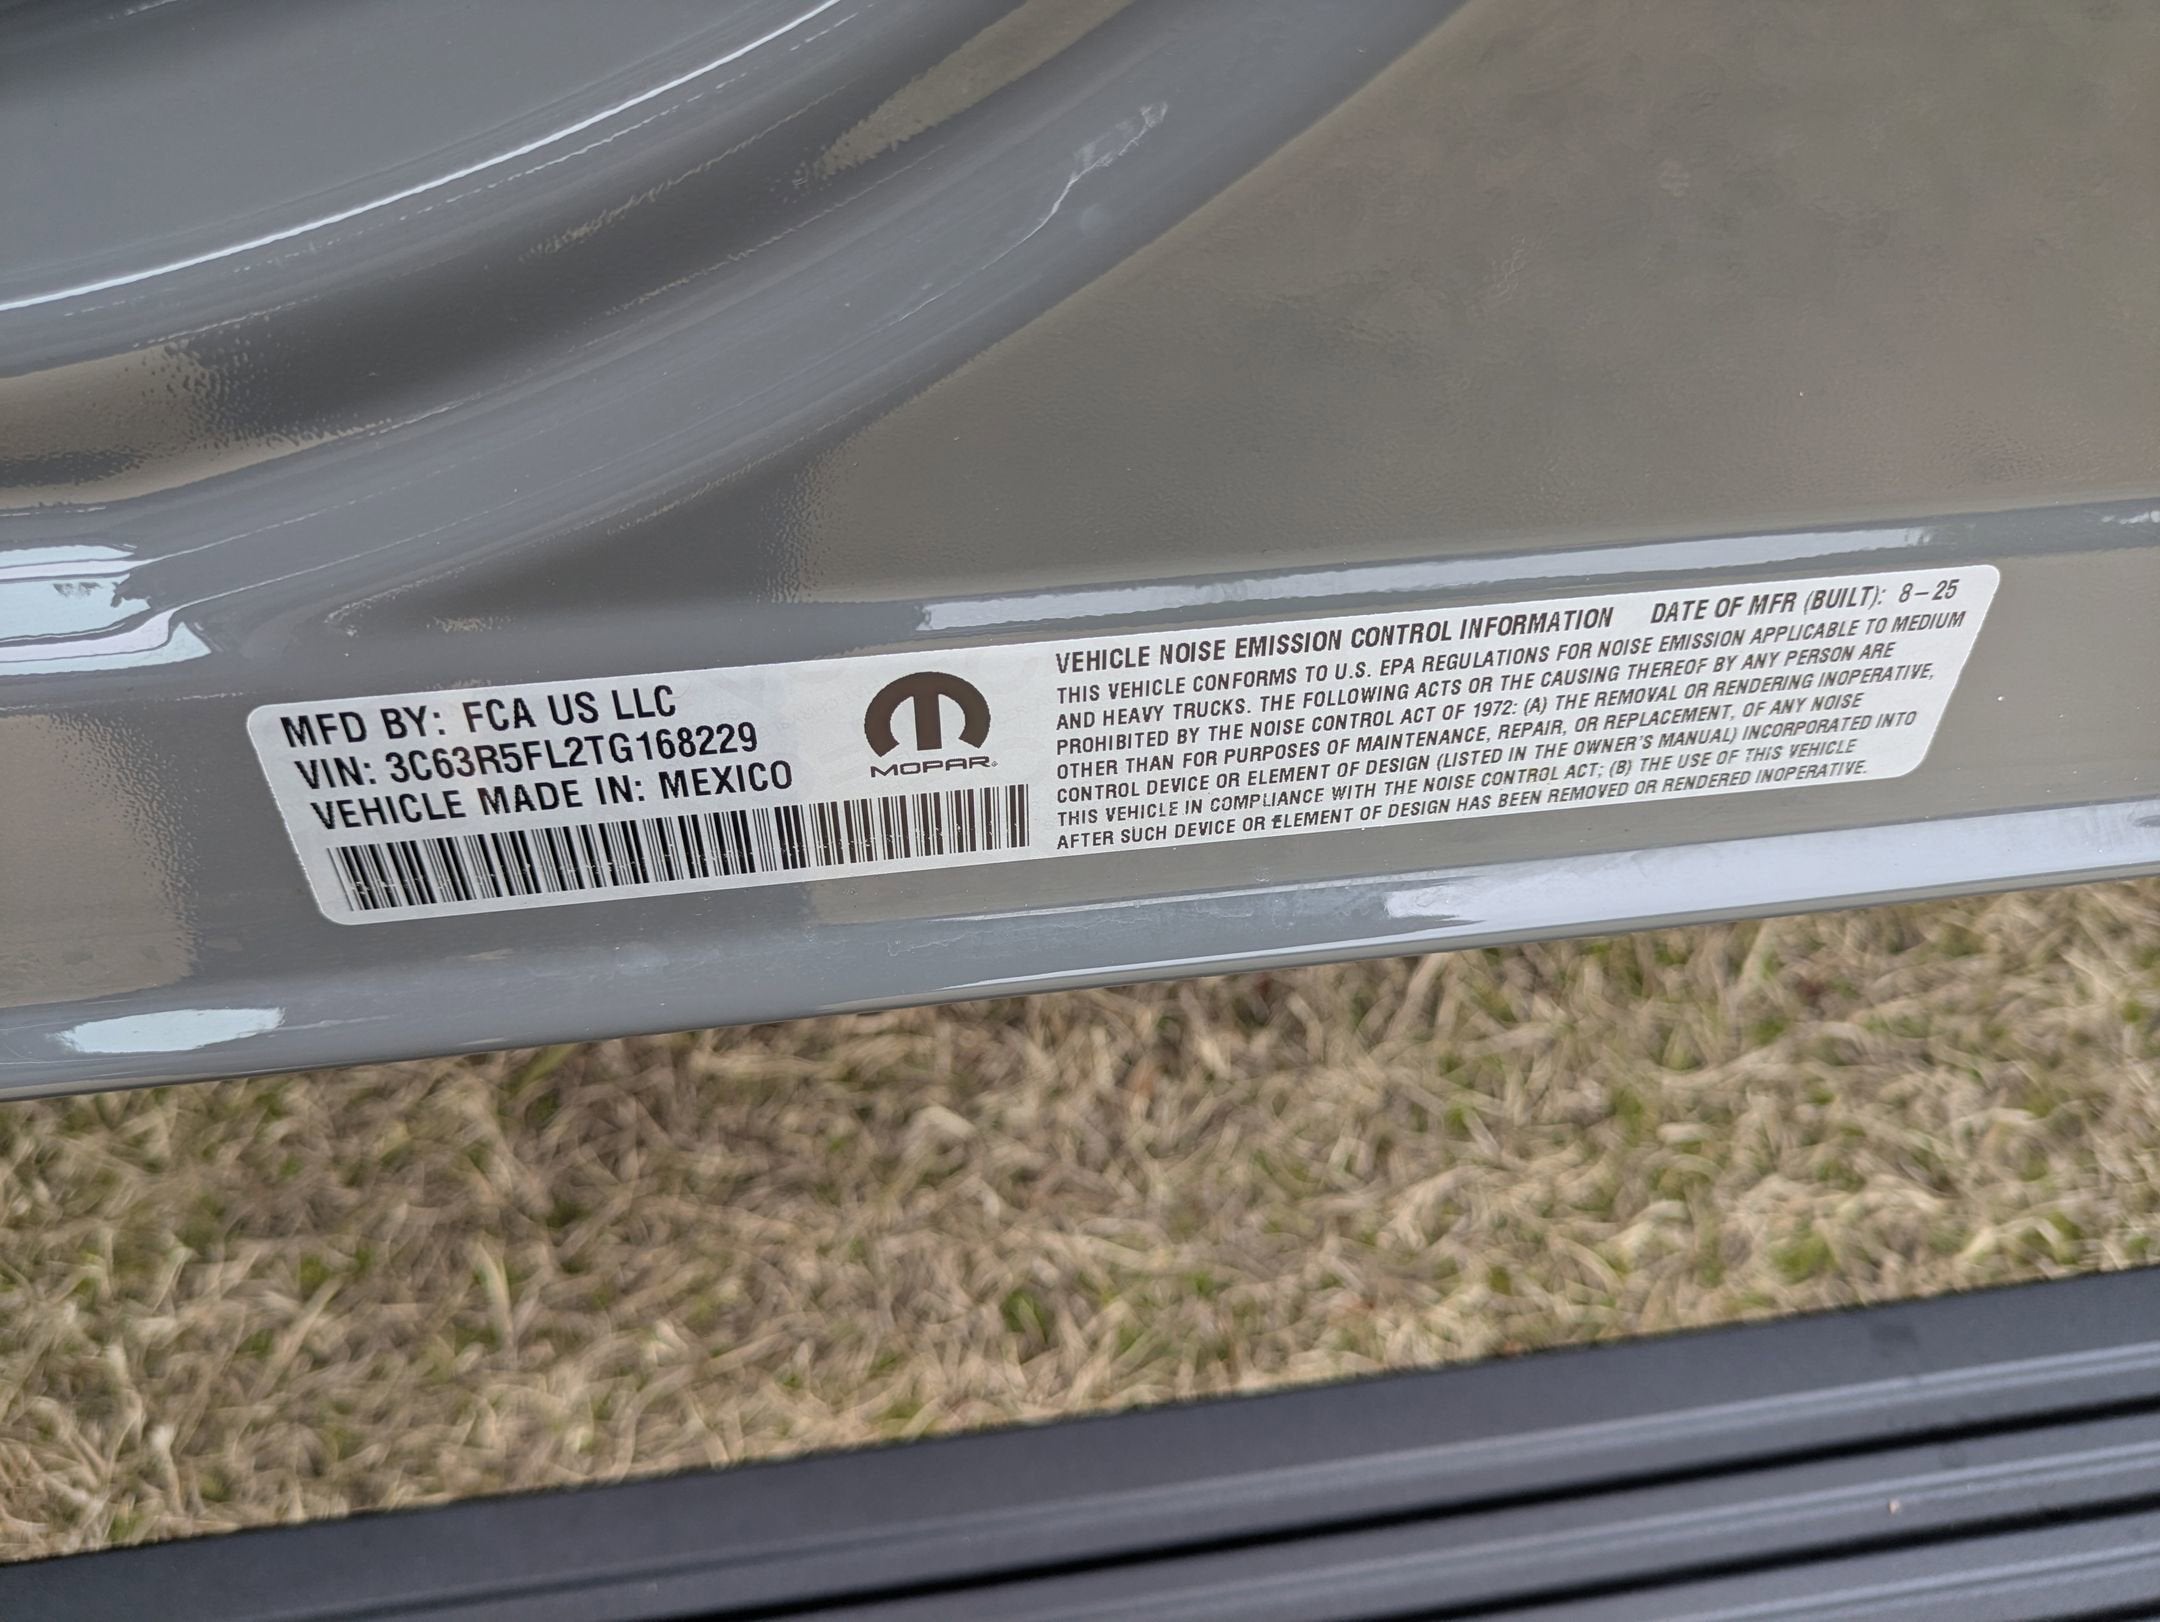 MFD BY: FCA US LLC
VIN: 3C63R5FL2TG168229
VEHICLE MADE IN: MEXICO
MOPAR
VEHICLE NOISE EMISSION CONTROL INFORMATION DATE OF MFR (BUILT): 8-25
THIS VEHICLE CONFORMS TO U.S. EPA REGULATIONS FOR NOISE EMISSION APPLICABLE TO MEDIUM
AND HEAVY TRUCKS. THE FOLLOWING ACTS OR THE CAUSING THEREOF BY ANY PERSON ARE
PROHIBITED BY THE NOISE CONTROL ACT OF 1972: (A) THE REMOVAL OR RENDERING INOPERATIVE,
OTHER THAN FOR PURPOSES OF MAINTENANCE, REPAIR, OR REPLACEMENT, OF ANY NOISE
CONTROL DEVICE OR ELEMENT OF DESIGN (LISTED IN THE OWNER'S MANUAL) INCORPORATED INTO
THIS VEHICLE IN COMPLIANCE WITH THE NOISE CONTROL ACT; (B) THE USE OF THIS VEHICLE
AFTER SUCH DEVICE OR ELEMENT OF DESIGN HAS BEEN REMOVED OR RENDERED INOPERATIVE.